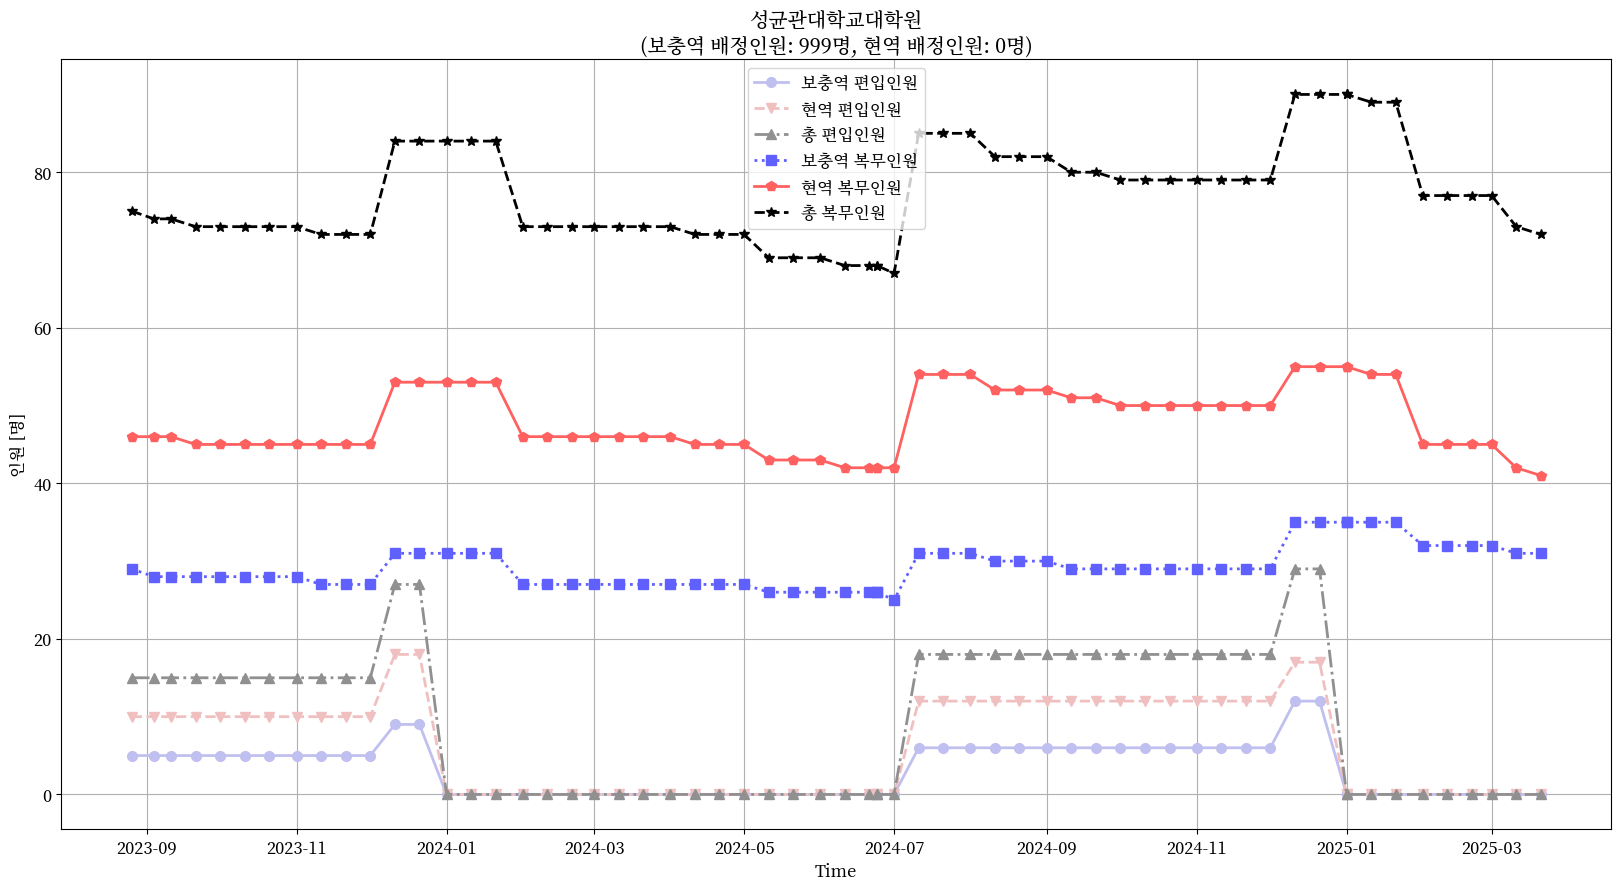 성균관대학교대학원
(보충역 배정인원: 999명, 현역 배정인원: 0명)
보충역 편입인원
현역 편입인원
총 편입인원
보충역 복무인원
현역 복무인원
총 복무인원
인원 [명]
80
60
40
20
0
2023-09
2023-11
2024-01
2024-03
2024-05
2024-07
2024-09
2024-11
2025-01
2025-03
Time